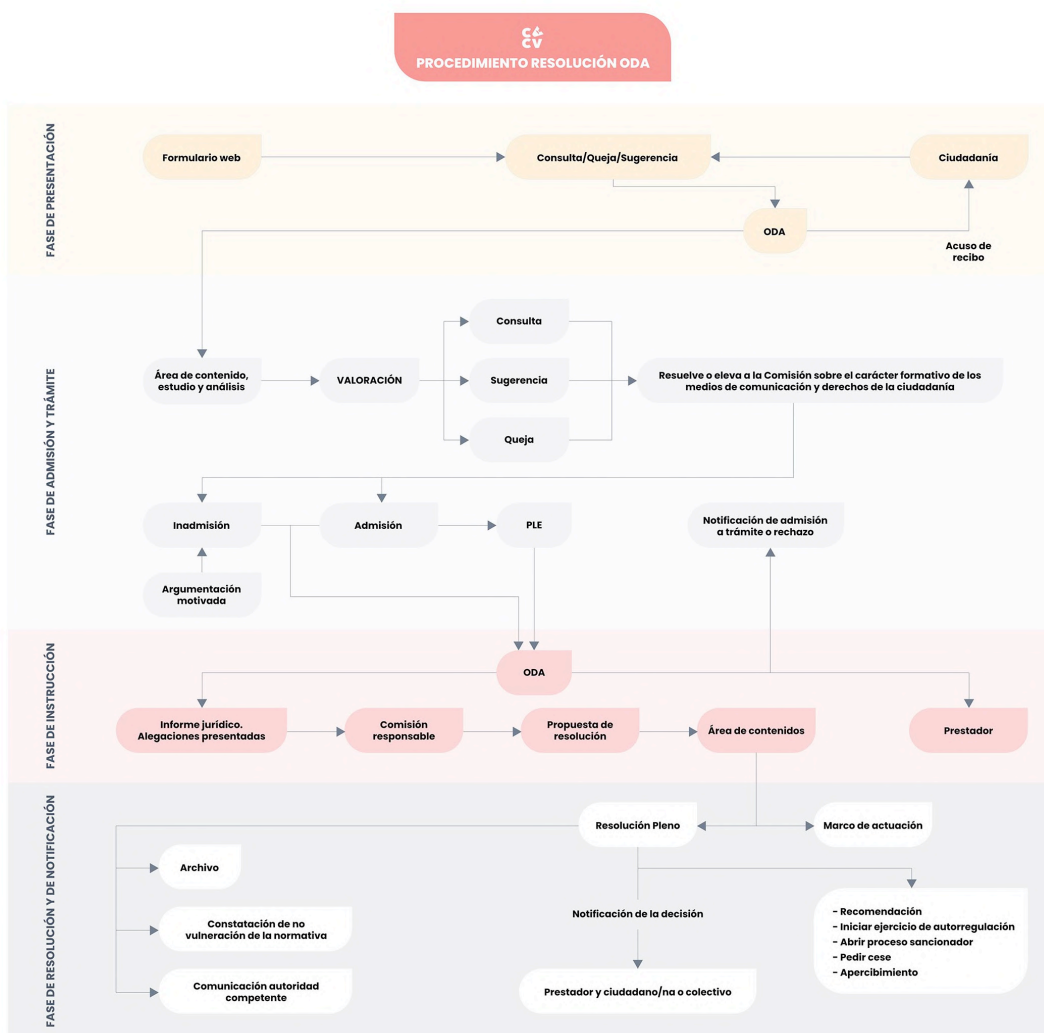 CACV
PROCEDIMIENTO RESOLUCIÓN ODA
FASE DE PRESENTACIÓN
Formulario web
Consulta/Queja/Sugerencia
Ciudadanía
ODA
Acuso de
recibo
FASE DE ADMISIÓN Y TRÁMITE
Consulta
Área de contenido,
estudio y análisis
VALORACIÓN
Sugerencia
Resuelve o eleva a la Comisión sobre el carácter formativo de los
medios de comunicación y derechos de la ciudadanía
Queja
Inadmisión
Admisión
PLE
Notificación de admisión
a trámite o rechazo
Argumentación
motivada
FASE DE INSTRUCCIÓN
ODA
Informe jurídico.
Alegaciones presentadas
Comisión
responsable
Propuesta de
resolución
Área de contenidos
Prestador
FASE DE RESOLUCIÓN Y DE NOTIFICACIÓN
Resolución Pleno
Marco de actuación
Archivo
Constatación de no
vulneración de la normativa
Comunicación autoridad
competente
Notificación de la decisión
Prestador y ciudadano/na o colectivo
- Recomendación
- Iniciar ejercicio de autorregulación
- Abrir proceso sancionador
- Pedir cese
- Apercibimiento